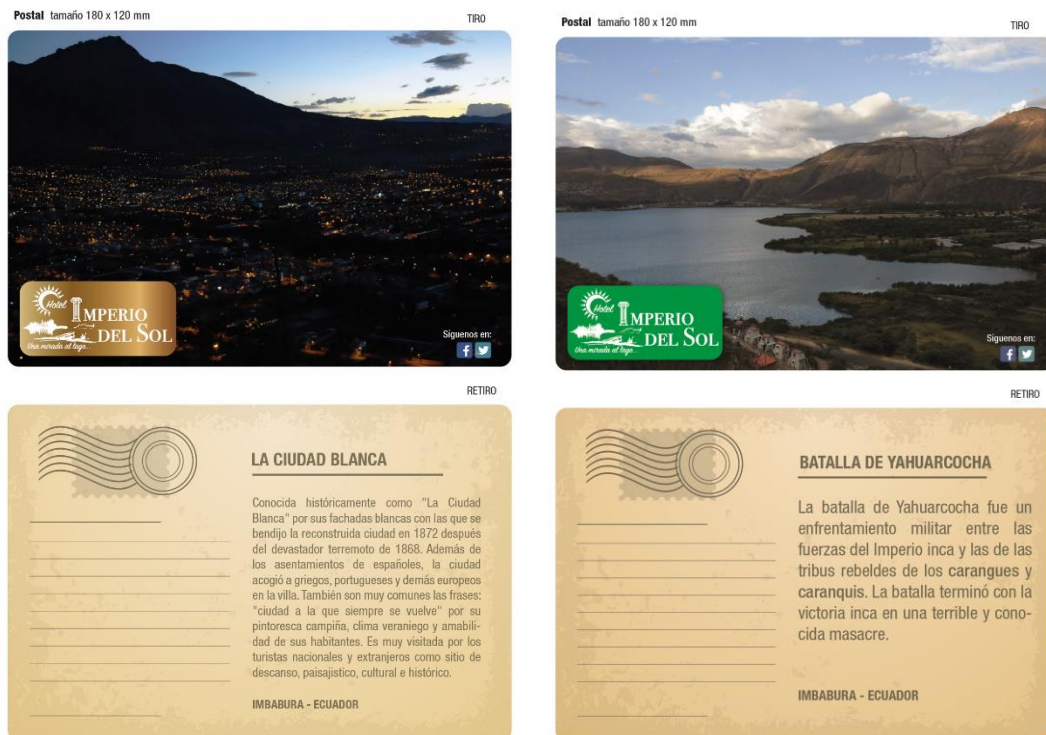 Postal tamaño 180 x 120 mm
TIRO
Hotel
IMPERIO
DEL SOL
Una mirada al lago...
Síguenos en:
RETIRO
LA CIUDAD BLANCA
Conocida históricamente como "La Ciudad
Blanca" por sus fachadas blancas con las que se
bendijo la reconstruida ciudad en 1872 después
del devastador terremoto de 1868. Además de
los asentamientos de españoles, la ciudad
acogió a griegos, portugueses y demás europeos
en la villa. También son muy comunes las frases:
"ciudad a la que siempre se vuelve" por su
pintoresca campiña, clima veraniego y amabili-
dad de sus habitantes. Es muy visitada por los
turistas nacionales y extranjeros como sitio de
descanso, paisajistico, cultural e histórico.
IMBABURA - ECUADOR
Postal tamaño 180 x 120 mm
TIRO
Hotel
IMPERIO
DEL SOL
Una mirada al lago...
Siguenos en:
RETIRO
BATALLA DE YAHUARCOCHA
La batalla de Yahuarcocha fue un
enfrentamiento militar entre las
fuerzas del Imperio inca y las de las
tribus rebeldes de los carangues y
caranquis. La batalla terminó con la
victoria inca en una terrible y cono-
cida masacre.
IMBABURA - ECUADOR